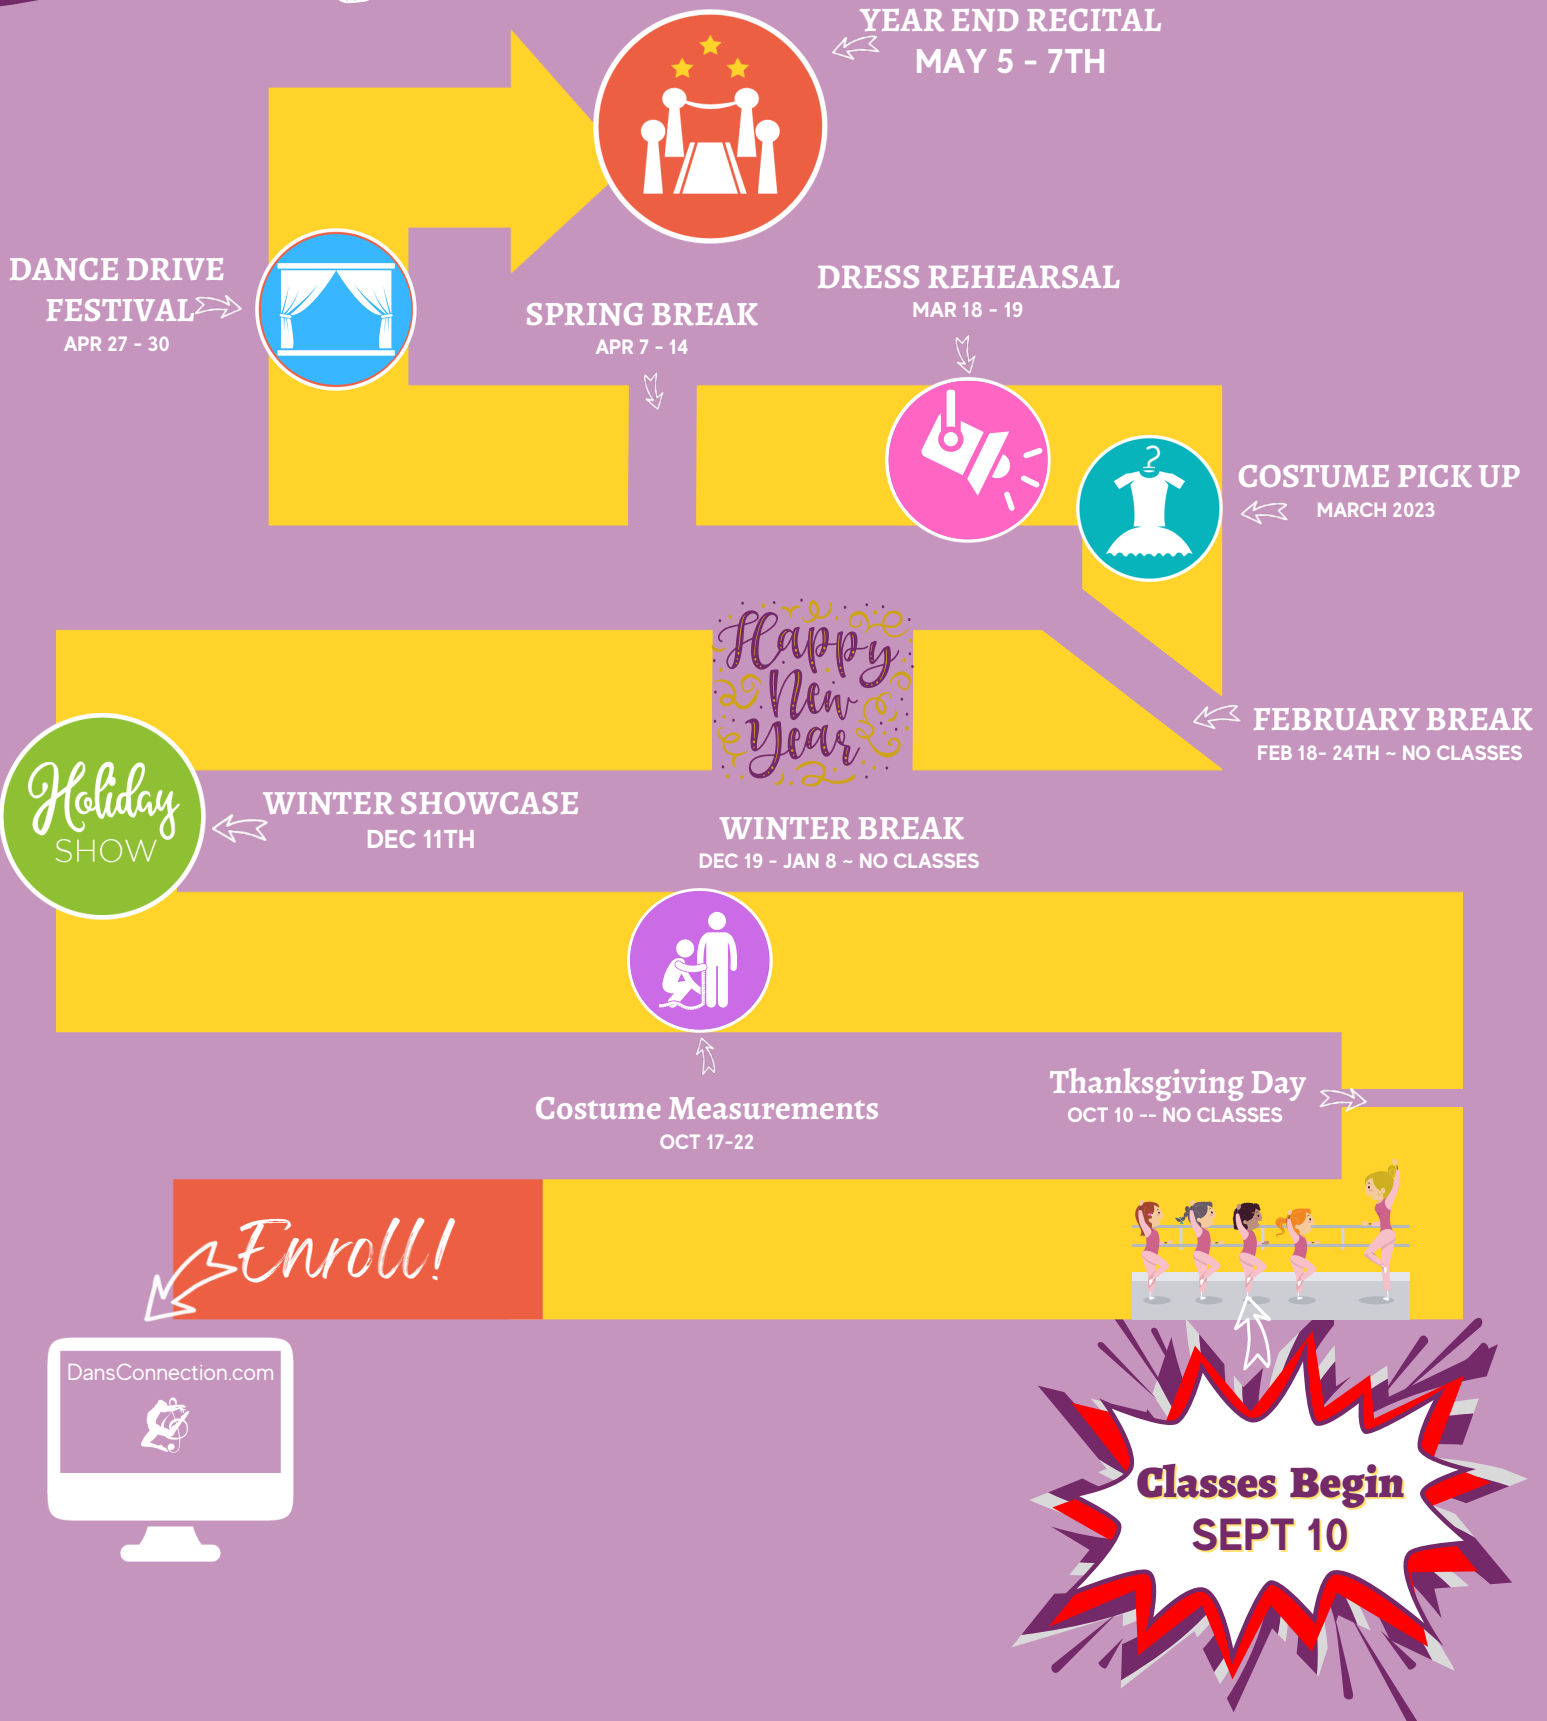 YEAR END RECITAL
MAY 5 - 7TH
DANCE DRIVE
FESTIVAL
APR 27 - 30
SPRING BREAK
APR 7 - 14
DRESS REHEARSAL
MAR 18 - 19
COSTUME PICK UP
MARCH 2023
Happy
New
Year
FEBRUARY BREAK
FEB 18- 24TH ~ NO CLASSES
Holiday
SHOW
WINTER SHOWCASE
DEC 11TH
WINTER BREAK
DEC 19 - JAN 8 ~ NO CLASSES
Costume Measurements
OCT 17-22
Thanksgiving Day
OCT 10 -- NO CLASSES
Enroll!
DansConnection.com
Classes Begin
SEPT 10